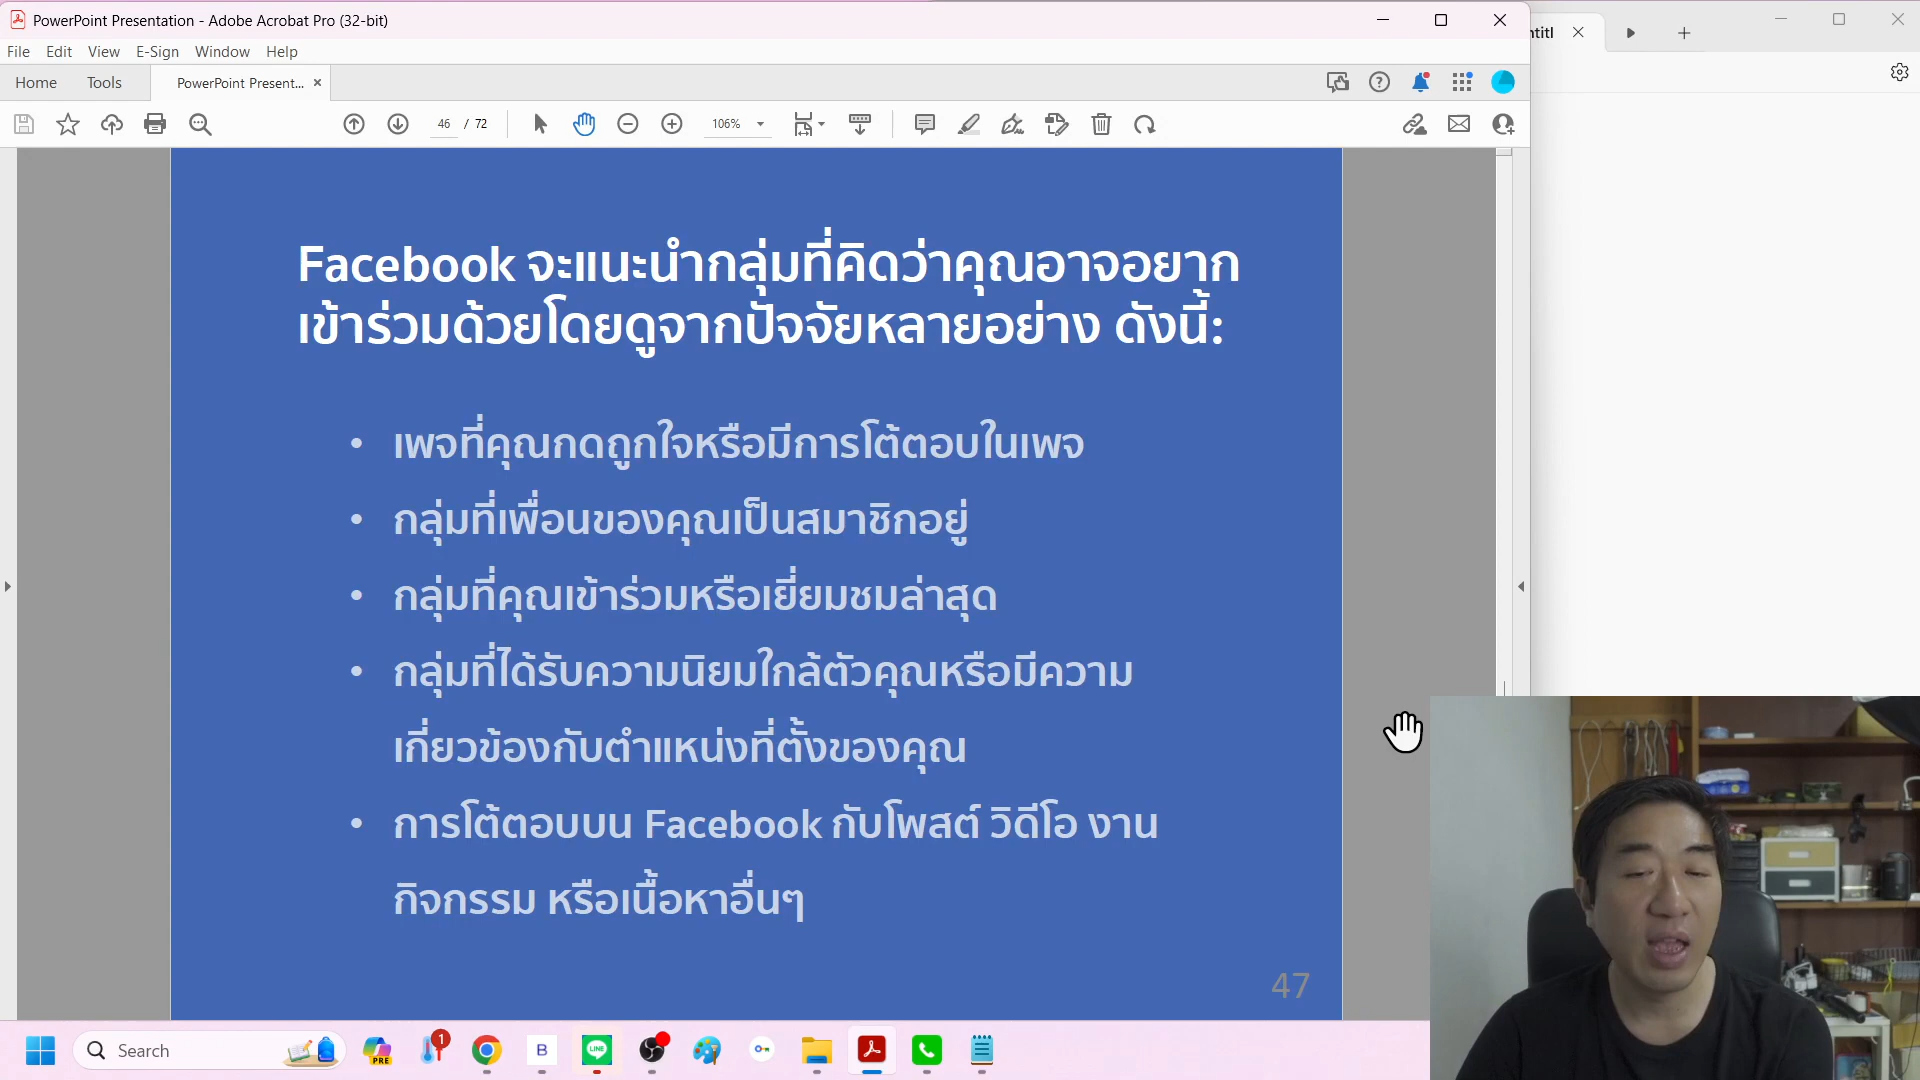 PowerPoint Presentation - Adobe Acrobat Pro (32-bit)
File Edit View E-Sign Window Help
Home Tools PowerPoint Present...
46 / 72 106%
Facebook จะแนะนำกลุ่มที่คิดว่าคุณอาจอยาก
เข้าร่วมด้วยโดยดูจากปัจจัยหลายอย่าง ดังนี้:
• เพจที่คุณกดถูกใจหรือมีการโต้ตอบในเพจ
• กลุ่มที่เพื่อนของคุณเป็นสมาชิกอยู่
• กลุ่มที่คุณเข้าร่วมหรือเยี่ยมชมล่าสุด
• กลุ่มที่ได้รับความนิยมใกล้ตัวคุณหรือมีความ
เกี่ยวข้องกับตำแหน่งที่ตั้งของคุณ
• การโต้ตอบบน Facebook กับโพสต์ วิดีโอ งาน
กิจกรรม หรือเนื้อหาอื่นๆ
47
Search PRE 1 B LINE